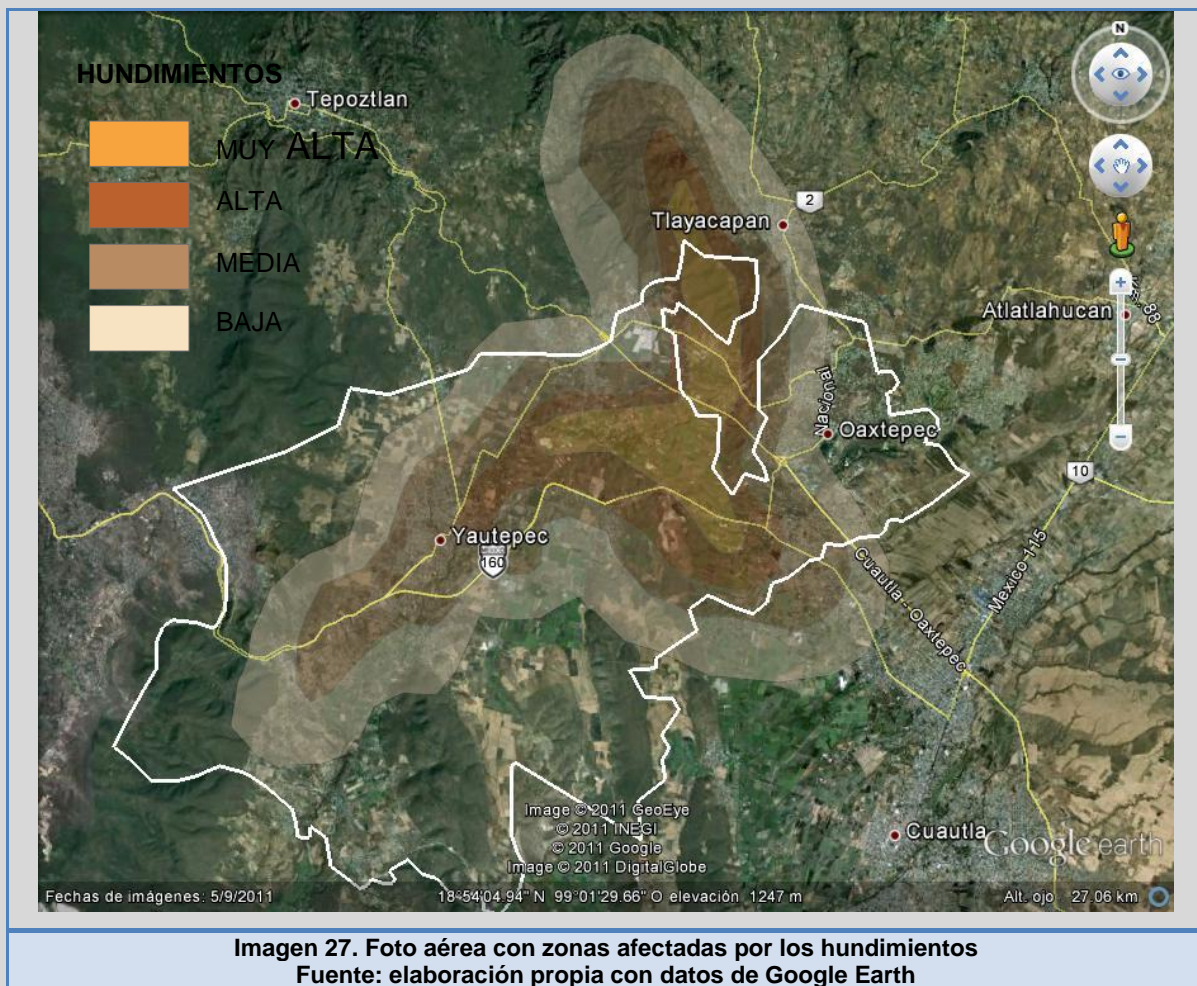 HUNDIMIENTOS
MUY ALTA
ALTA
MEDIA
BAJA
Tepoztlan
N
2
Tlayacapan
Atlatlahucan
88
Nacional
Oaxtepec
10
Yautepec
MEXICO
160
Mexico 115
Cuautla - Oaxtepec
Cuautla
Image © 2011 GeoEye
© 2011 INEGI
© 2011 Google
Image © 2011 DigitalGlobe
Google earth
Fechas de imágenes: 5/9/2011
18°54'04.94" N 99°01'29.66" O elevación 1247 m
Alt. ojo 27.06 km
Imagen 27. Foto aérea con zonas afectadas por los hundimientos
Fuente: elaboración propia con datos de Google Earth